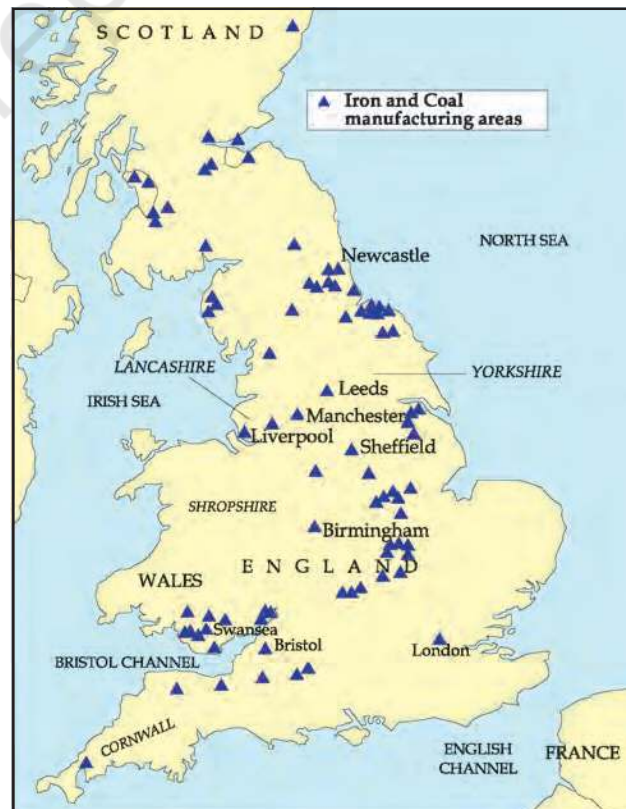 SCOTLAND
Iron and Coal
manufacturing areas
NORTH SEA
Newcastle
LANCASHIRE
YORKSHIRE
IRISH SEA
Leeds
Manchester
Liverpool
Sheffield
SHROPSHIRE
Birmingham
ENGLAND
WALES
Swansea
Bristol
London
BRISTOL CHANNEL
CORNWALL
ENGLISH
CHANNEL
FRANCE